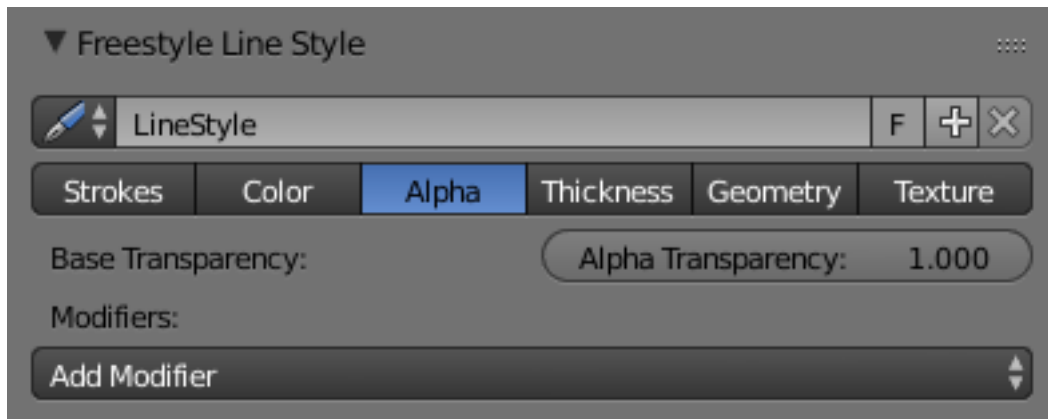 Freestyle Line Style
LineStyle F
Strokes Color Alpha Thickness Geometry Texture
Base Transparency: Alpha Transparency: 1.000
Modifiers:
Add Modifier